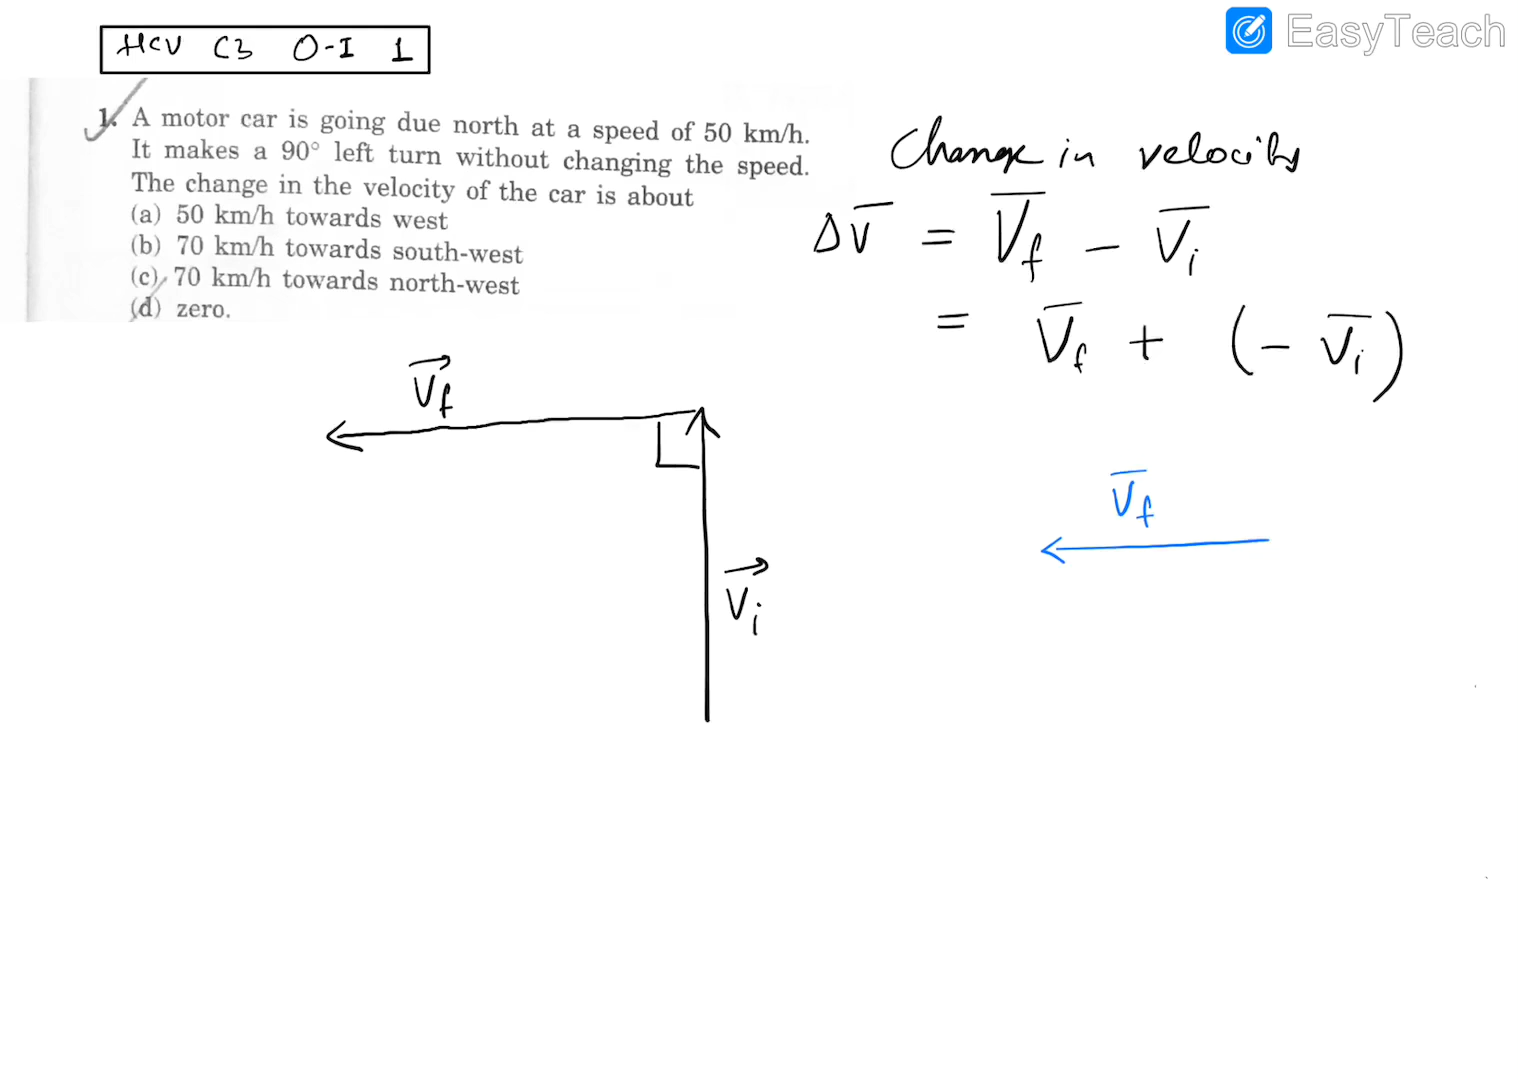 HCV C3 O-I 1
EasyTeach
1. A motor car is going due north at a speed of 50 km/h.
It makes a 90° left turn without changing the speed.
The change in the velocity of the car is about
(a) 50 km/h towards west
(b) 70 km/h towards south-west
(c) 70 km/h towards north-west
(d) zero.
Change in velocity
Δv̅ = V̅f − V̅i
= V̅f + (− V̅i)
V⃗f
V⃗i
V̅f